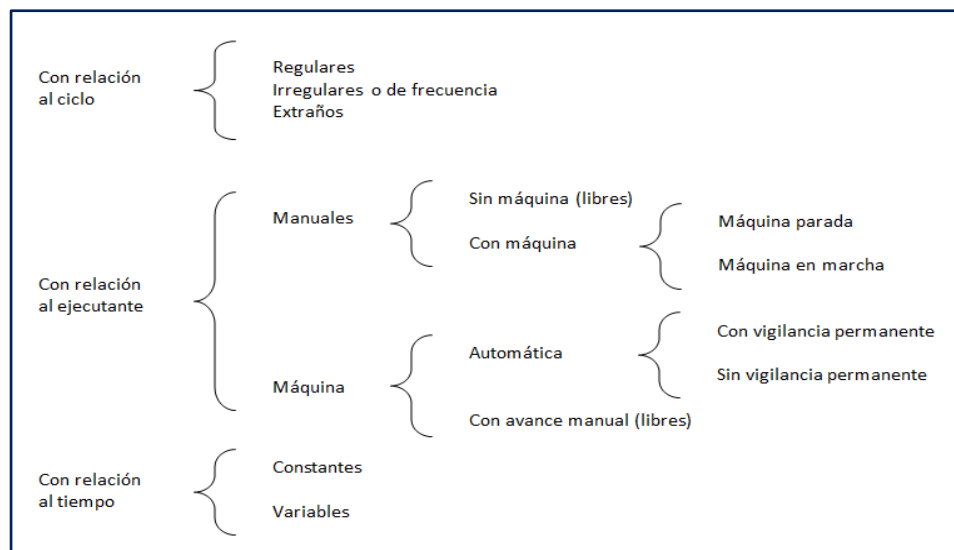 Con relación
al ciclo
Regulares
Irregulares o de frecuencia
Extraños
Con relación
al ejecutante
Manuales
Sin máquina (libres)
Con máquina
Máquina parada
Máquina en marcha
Máquina
Automática
Con vigilancia permanente
Sin vigilancia permanente
Con avance manual (libres)
Con relación
al tiempo
Constantes
Variables